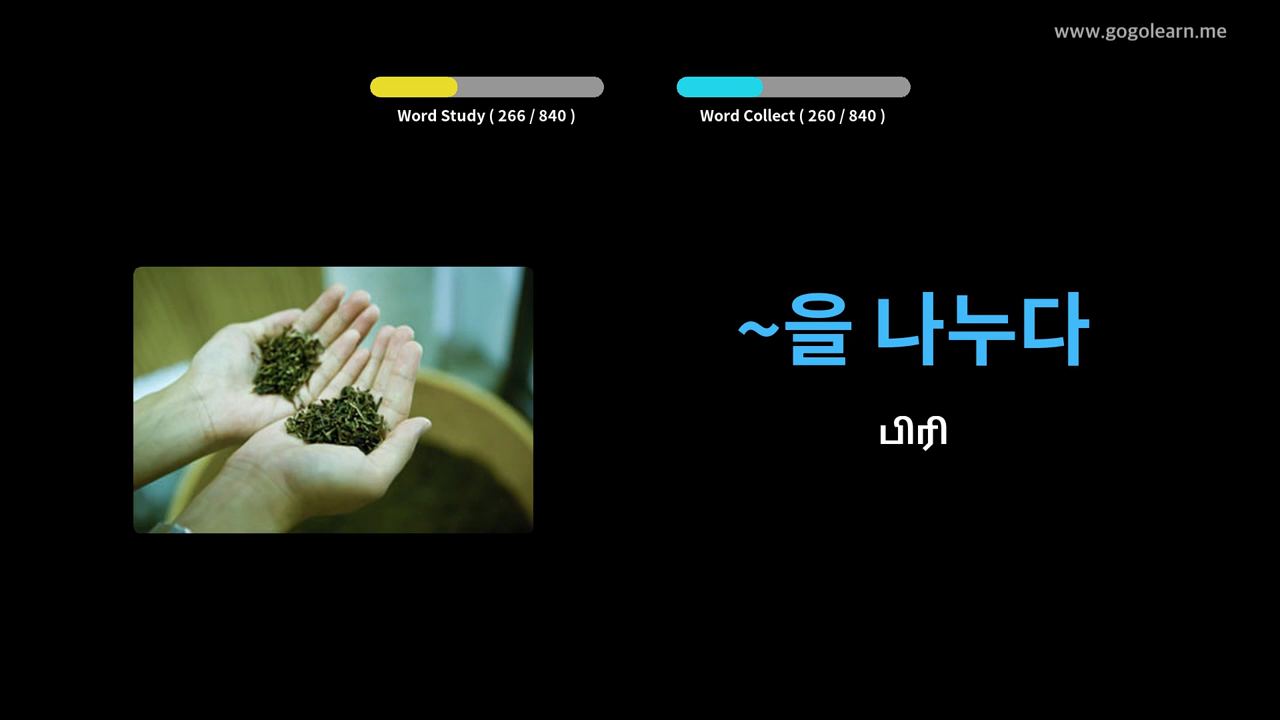 www.gogolearn.me
Word Study ( 266 / 840 )
Word Collect ( 260 / 840 )
~을 나누다
பிரி